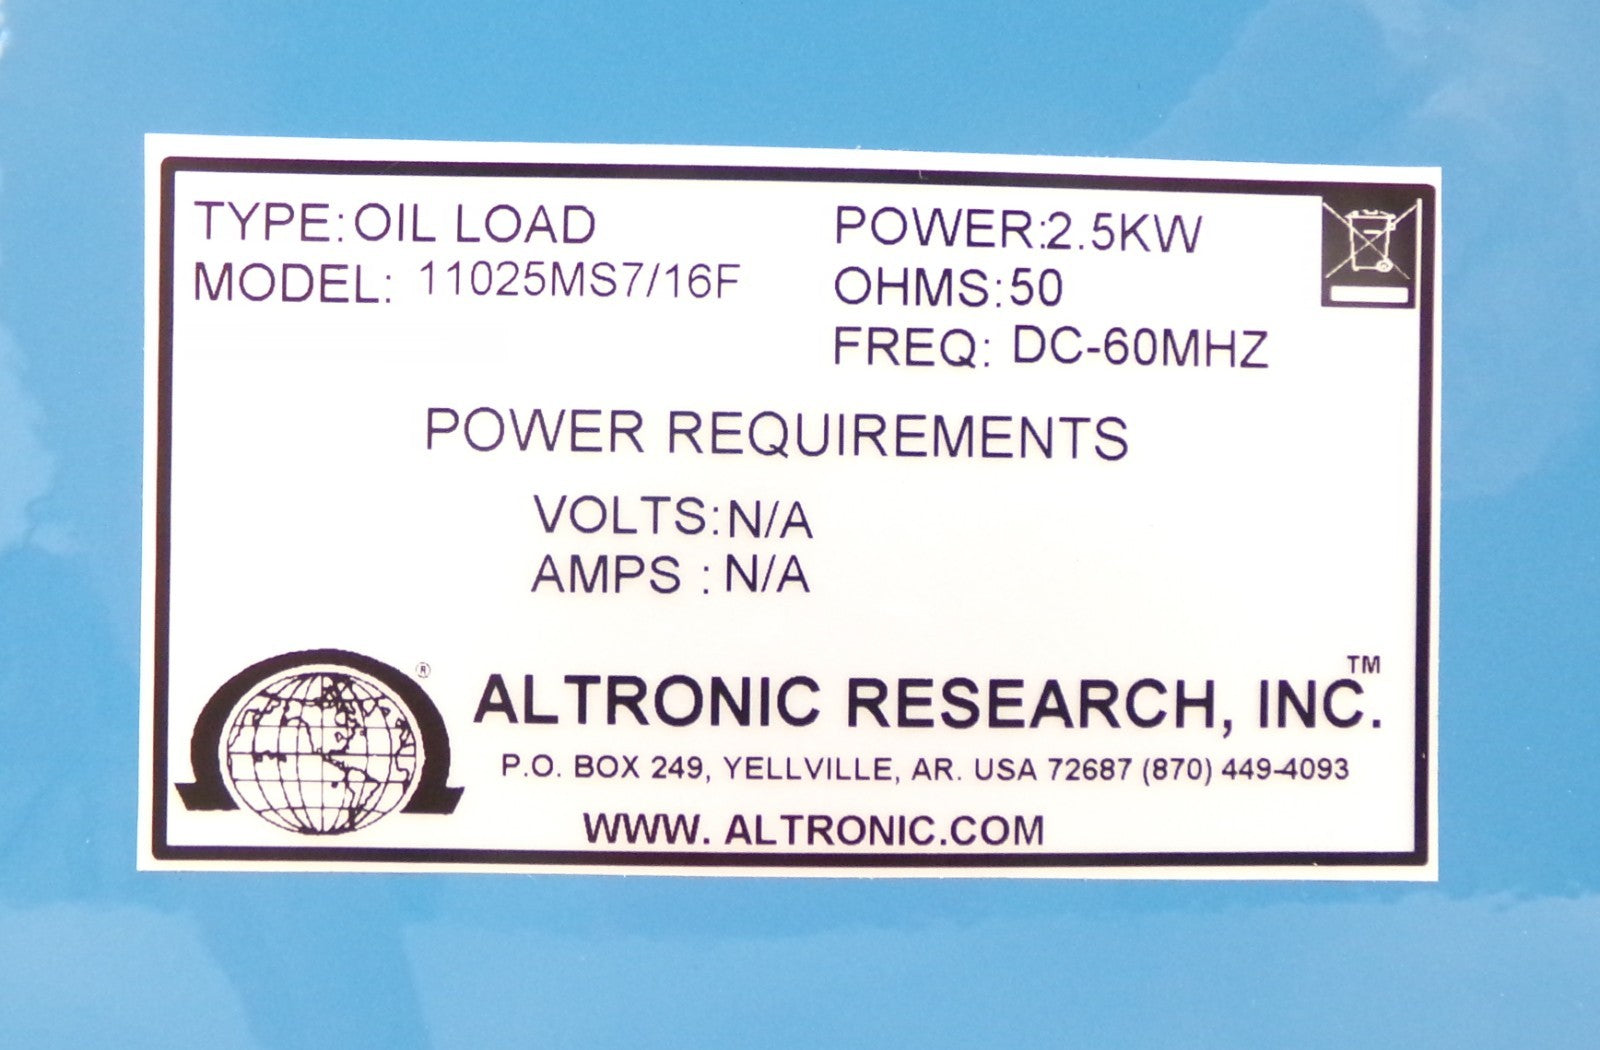 TYPE: OIL LOAD
MODEL: 11025MS7/16F
POWER:2.5KW
OHMS:50
FREQ: DC-60MHZ
POWER REQUIREMENTS
VOLTS: N/A
AMPS : N/A
®
ALTRONIC RESEARCH, INC.™
P.O. BOX 249, YELLVILLE, AR. USA 72687 (870) 449-4093
WWW. ALTRONIC.COM